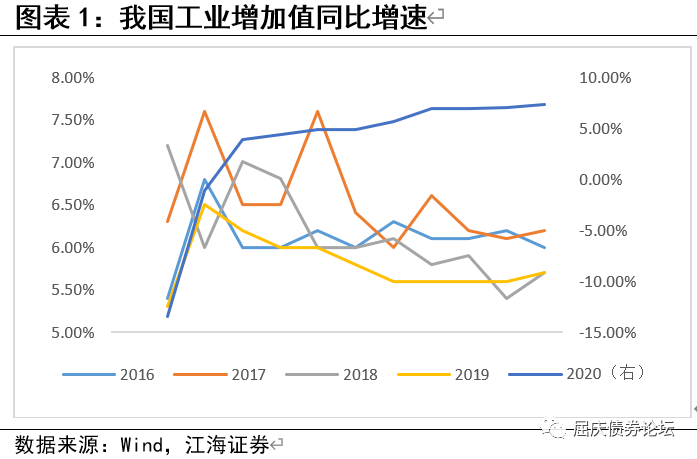 图表 1：我国工业增加值同比增速
8.00% 10.00%
7.50% 5.00%
7.00% 0.00%
6.50% -5.00%
6.00%
5.50% -10.00%
5.00% -15.00%
2016 2017 2018 2019 2020（右）
屈庆债券论坛
数据来源：Wind，江海证券